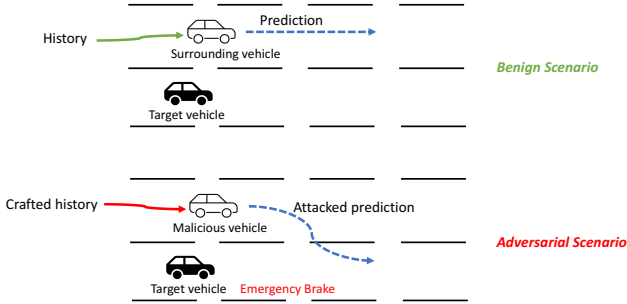 Prediction
History
Surrounding vehicle
Benign Scenario
Target vehicle
Crafted history
Attacked prediction
Malicious vehicle
Adversarial Scenario
Target vehicle
Emergency Brake